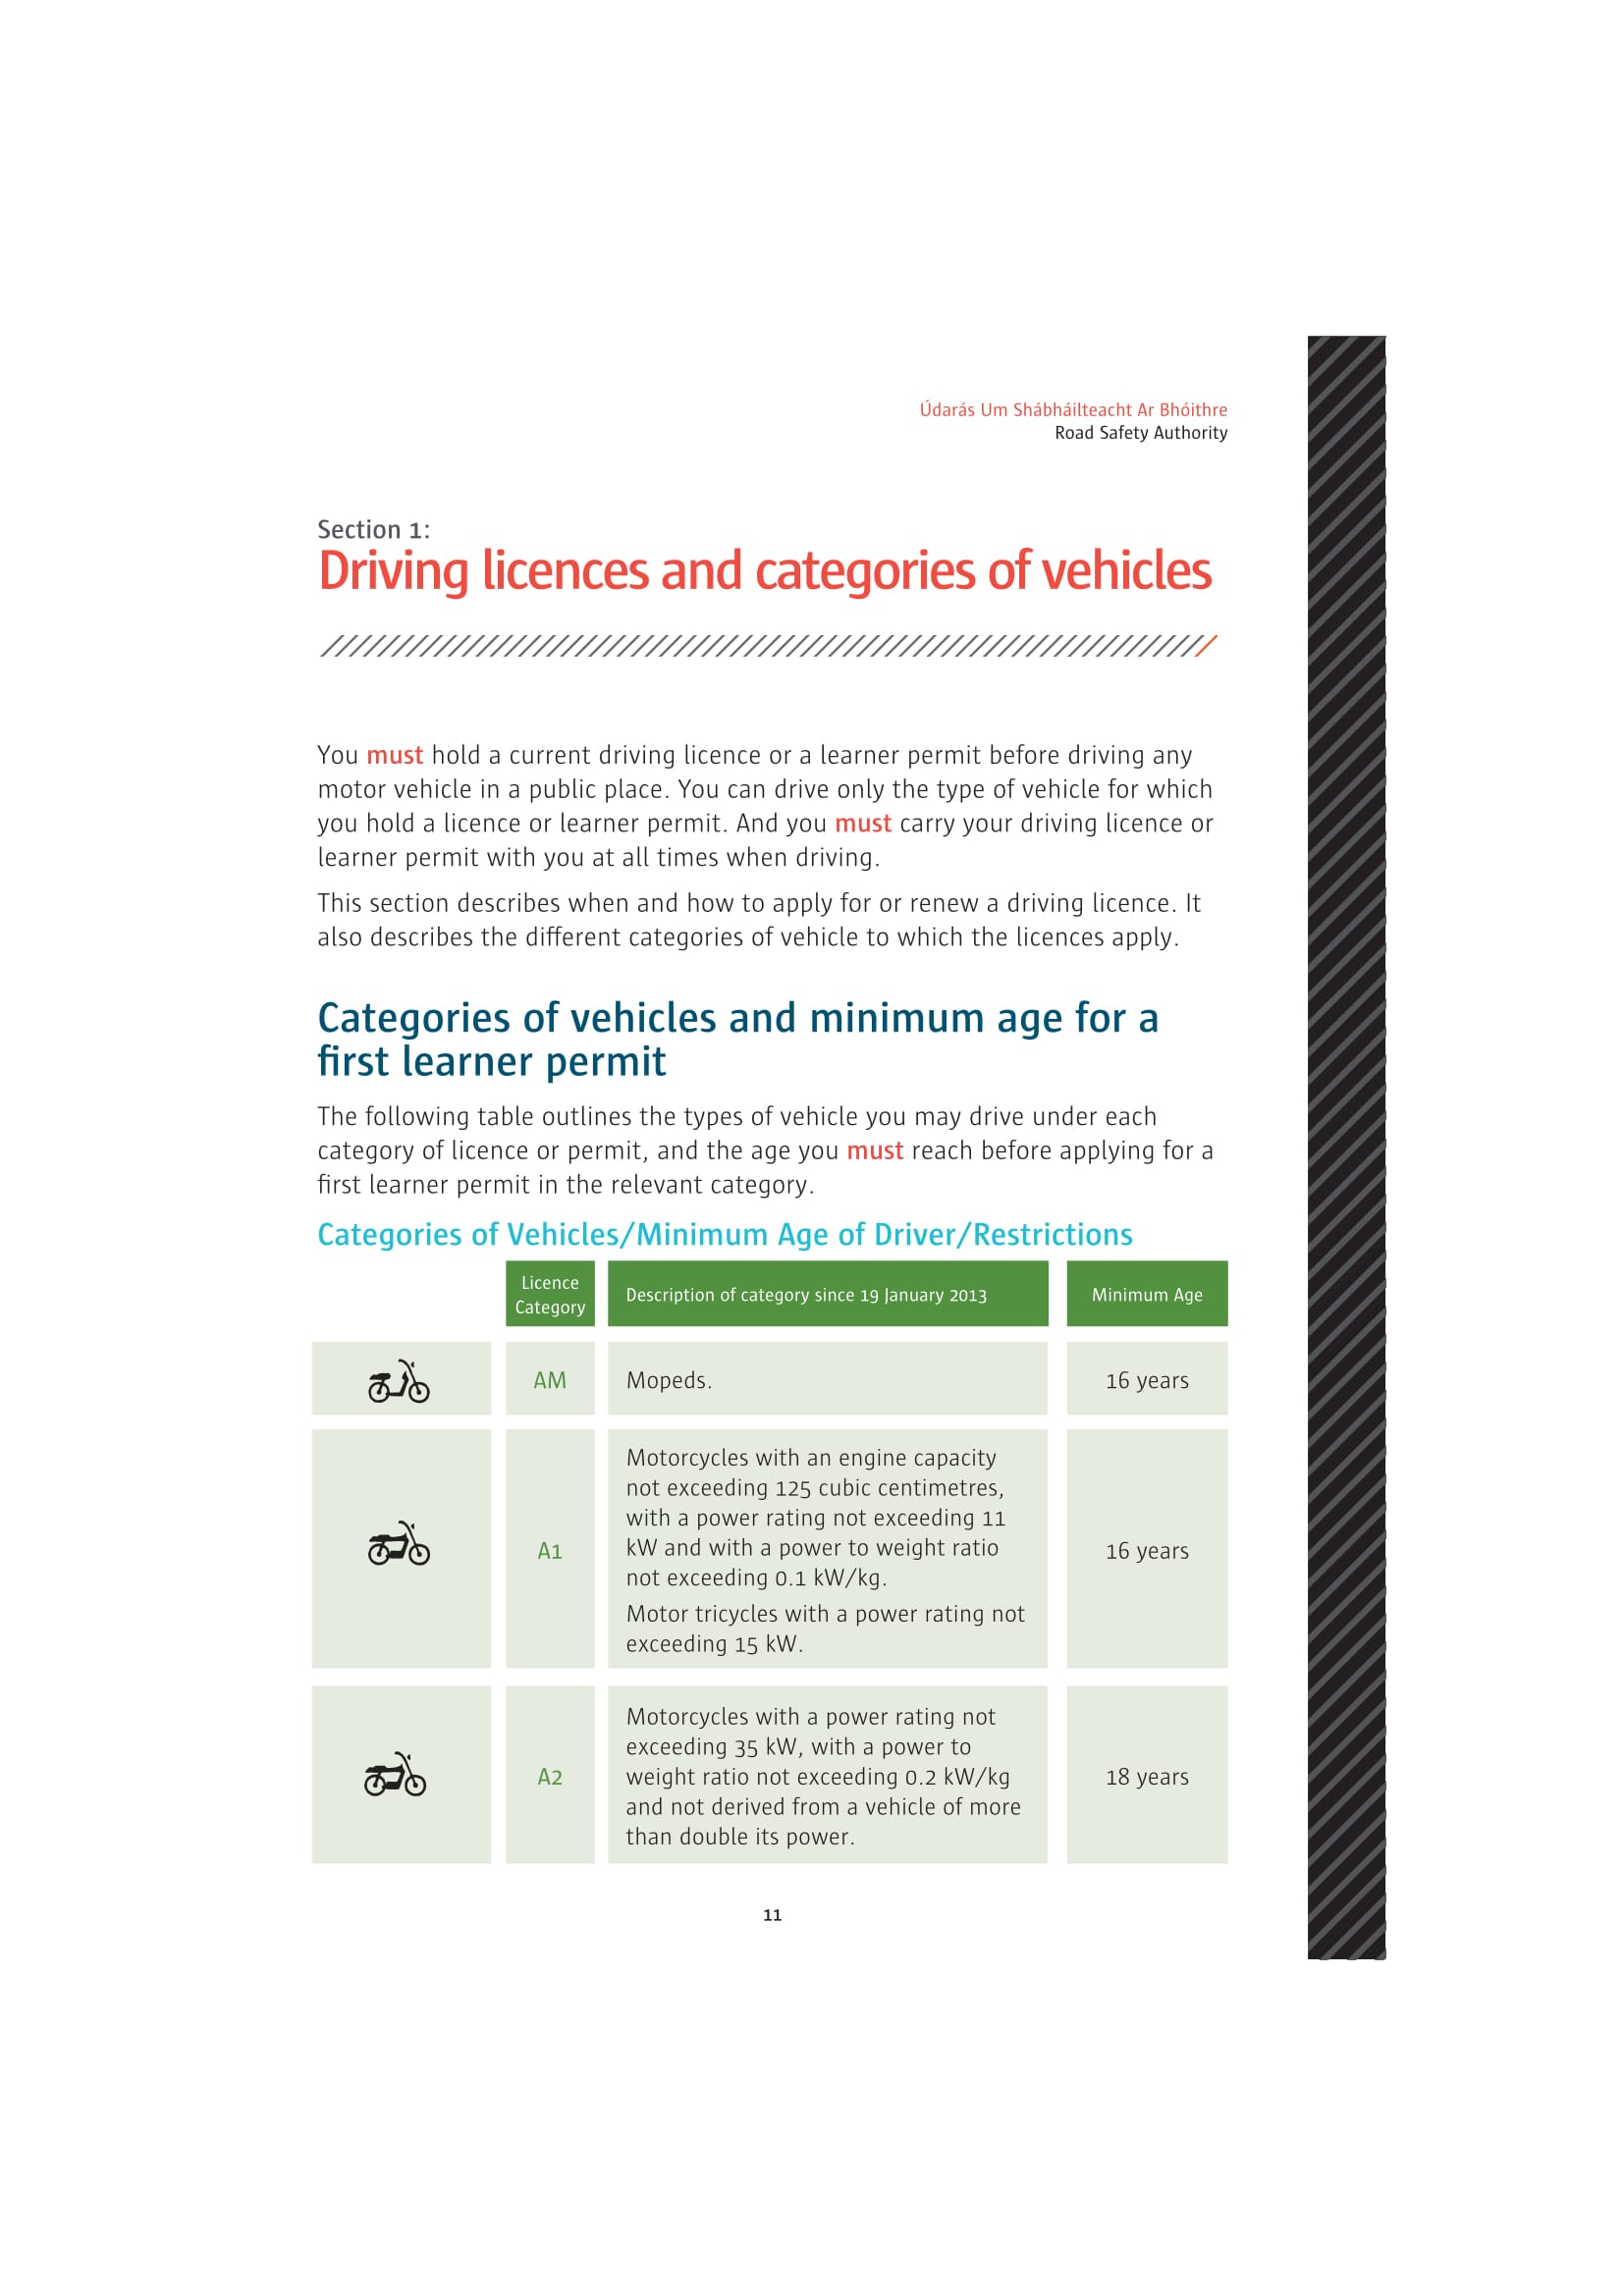 Údarás Um Shábháilteacht Ar Bhóithre
Road Safety Authority
Section 1:
Driving licences and categories of vehicles
You must hold a current driving licence or a learner permit before driving any
motor vehicle in a public place. You can drive only the type of vehicle for which
you hold a licence or learner permit. And you must carry your driving licence or
learner permit with you at all times when driving.
This section describes when and how to apply for or renew a driving licence. It
also describes the different categories of vehicle to which the licences apply.
Categories of vehicles and minimum age for a
first learner permit
The following table outlines the types of vehicle you may drive under each
category of licence or permit, and the age you must reach before applying for a
first learner permit in the relevant category.
Categories of Vehicles/Minimum Age of Driver/Restrictions
Licence
Category
Description of category since 19 January 2013
Minimum Age
AM
Mopeds.
16 years
A1
Motorcycles with an engine capacity
not exceeding 125 cubic centimetres,
with a power rating not exceeding 11
kW and with a power to weight ratio
not exceeding 0.1 kW/kg.
Motor tricycles with a power rating not
exceeding 15 kW.
16 years
A2
Motorcycles with a power rating not
exceeding 35 kW, with a power to
weight ratio not exceeding 0.2 kW/kg
and not derived from a vehicle of more
than double its power.
18 years
11